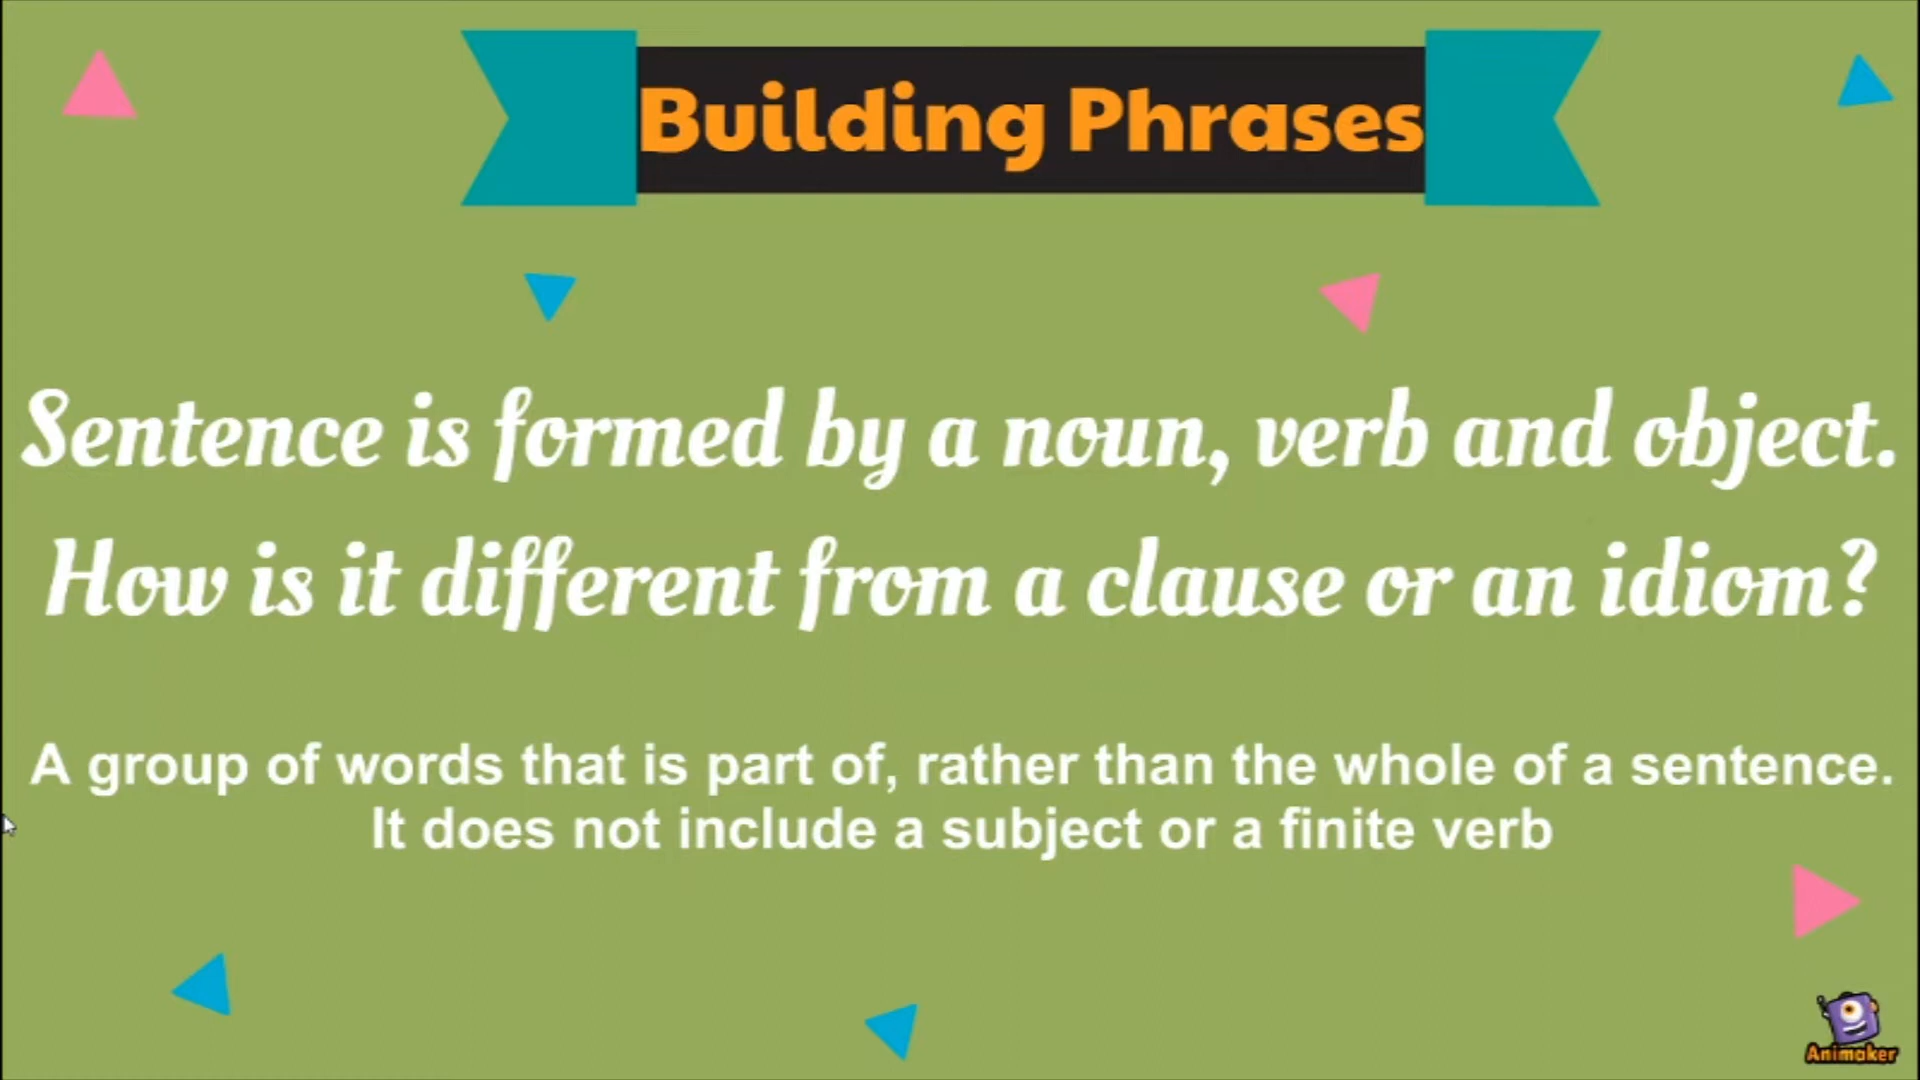 Building Phrases
Sentence is formed by a noun, verb and object.
How is it different from a clause or an idiom?
A group of words that is part of, rather than the whole of a sentence.
It does not include a subject or a finite verb
Animaker